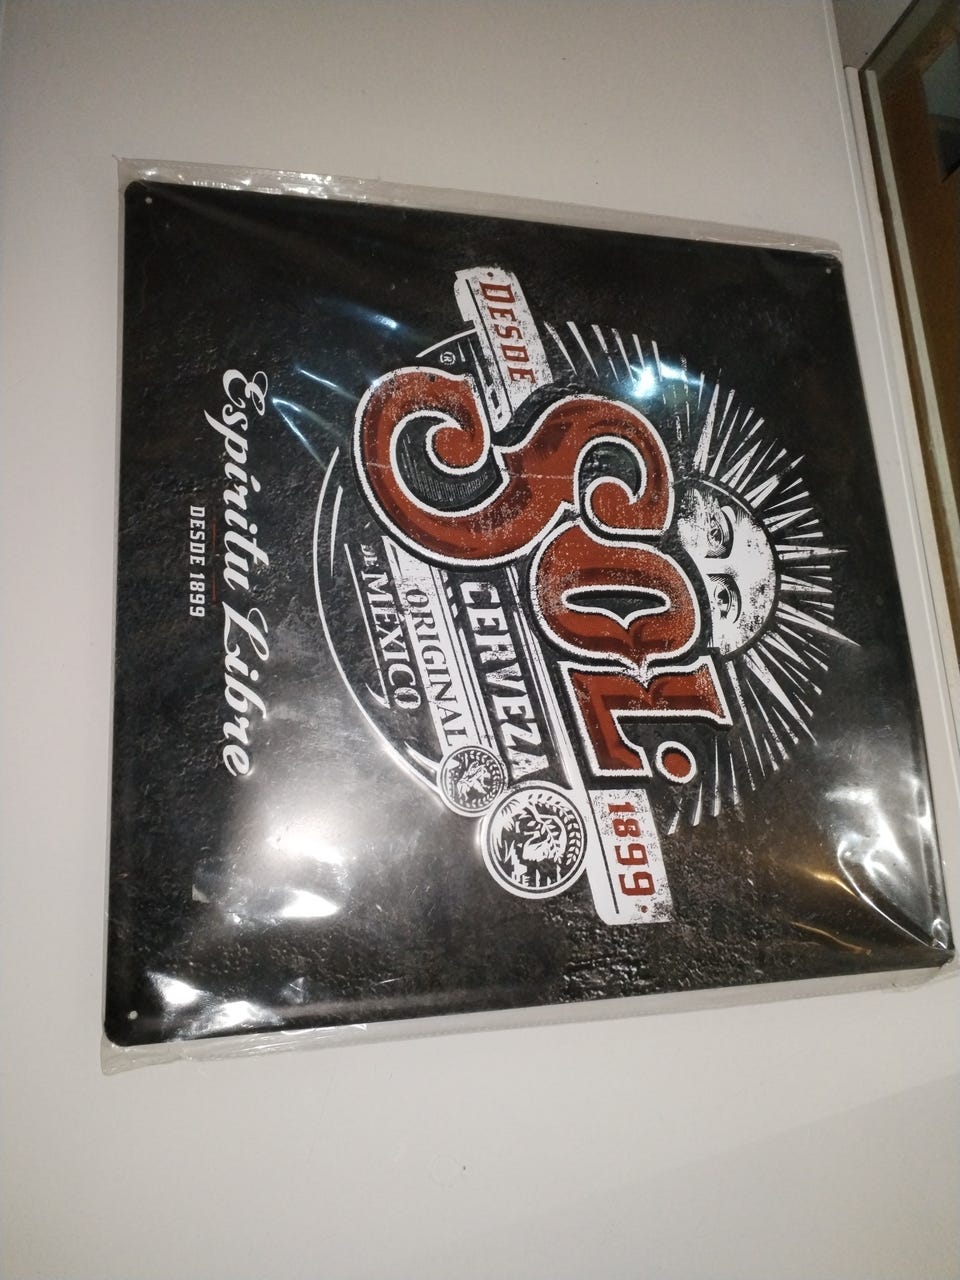 DESDE
SOL
1899
®
CERVEZA
ORIGINAL
DE MEXICO
Espíritu Libre
DESDE 1899